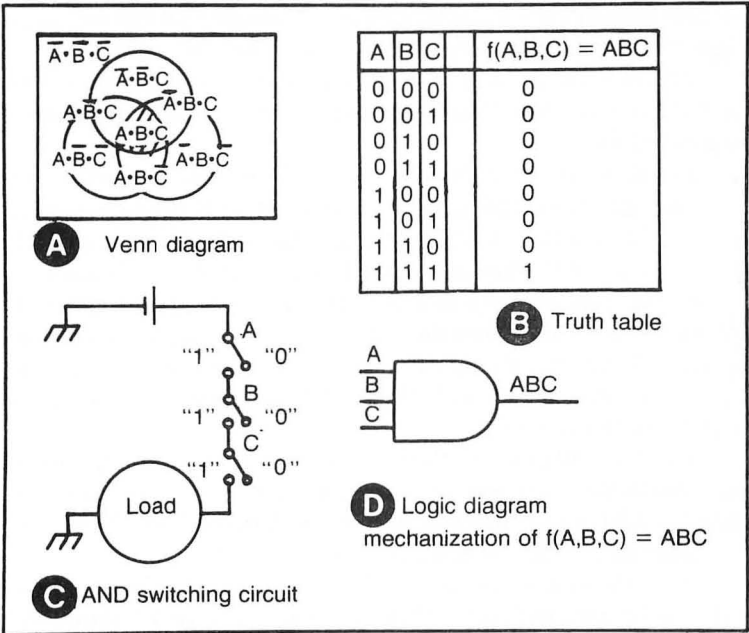 A̅·B̅·C̅
A̅·B̅·C
A·B̅·C
A̅·B·C
A·B·C
A·B̅·C̅
A̅·B·C̅
A·B·C̅
A Venn diagram
A B C f(A,B,C) = ABC
0 0 0 0
0 0 1 0
0 1 0 0
0 1 1 0
1 0 0 0
1 0 1 0
1 1 0 0
1 1 1 1
B Truth table
A
"1" "0"
B
"1" "0"
C
"1" "0"
Load
C AND switching circuit
A
B
C
ABC
D Logic diagram
mechanization of f(A,B,C) = ABC